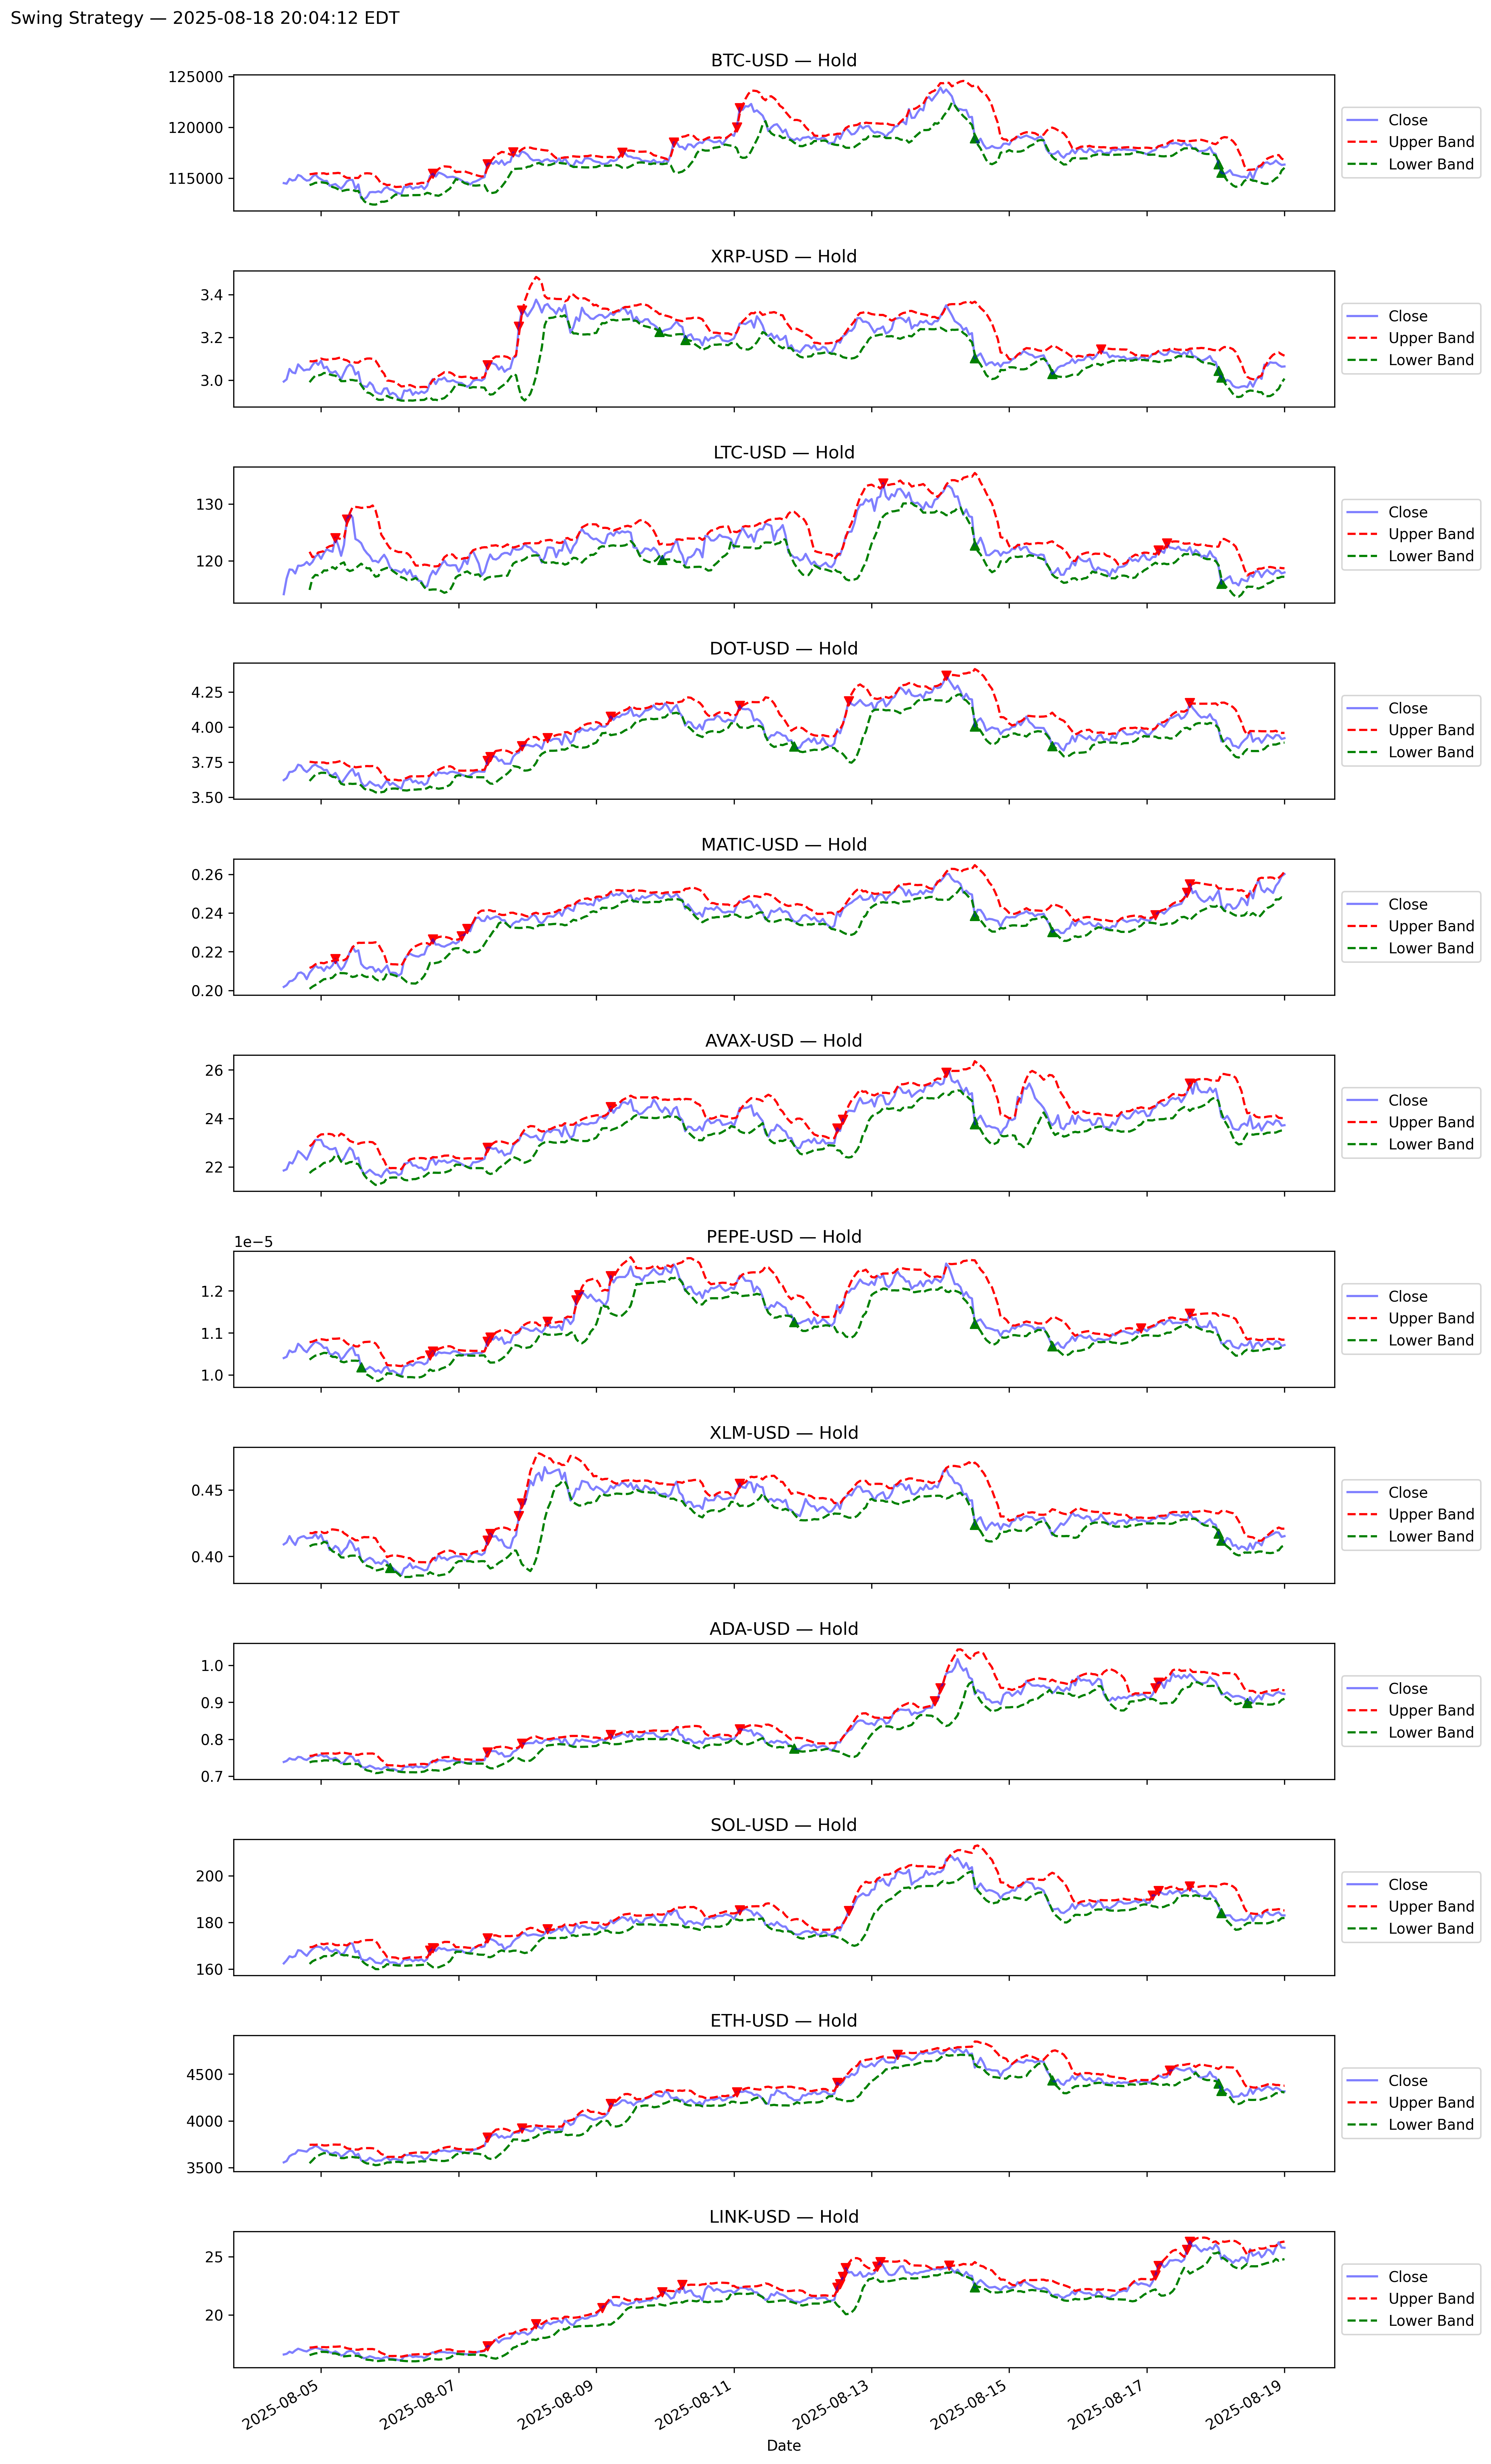 Swing Strategy — 2025-08-18 20:04:12 EDT
BTC-USD — Hold
125000
120000
115000
Close
Upper Band
Lower Band
XRP-USD — Hold
3.4
3.2
3.0
Close
Upper Band
Lower Band
LTC-USD — Hold
130
120
Close
Upper Band
Lower Band
DOT-USD — Hold
4.25
4.00
3.75
3.50
Close
Upper Band
Lower Band
MATIC-USD — Hold
0.26
0.24
0.22
0.20
Close
Upper Band
Lower Band
AVAX-USD — Hold
26
24
22
Close
Upper Band
Lower Band
PEPE-USD — Hold
1e−5
1.2
1.1
1.0
Close
Upper Band
Lower Band
XLM-USD — Hold
0.45
0.40
Close
Upper Band
Lower Band
ADA-USD — Hold
1.0
0.9
0.8
0.7
Close
Upper Band
Lower Band
SOL-USD — Hold
200
180
160
Close
Upper Band
Lower Band
ETH-USD — Hold
4500
4000
3500
Close
Upper Band
Lower Band
LINK-USD — Hold
25
20
Close
Upper Band
Lower Band
2025-08-05
2025-08-07
2025-08-09
2025-08-11
2025-08-13
2025-08-15
2025-08-17
2025-08-19
Date